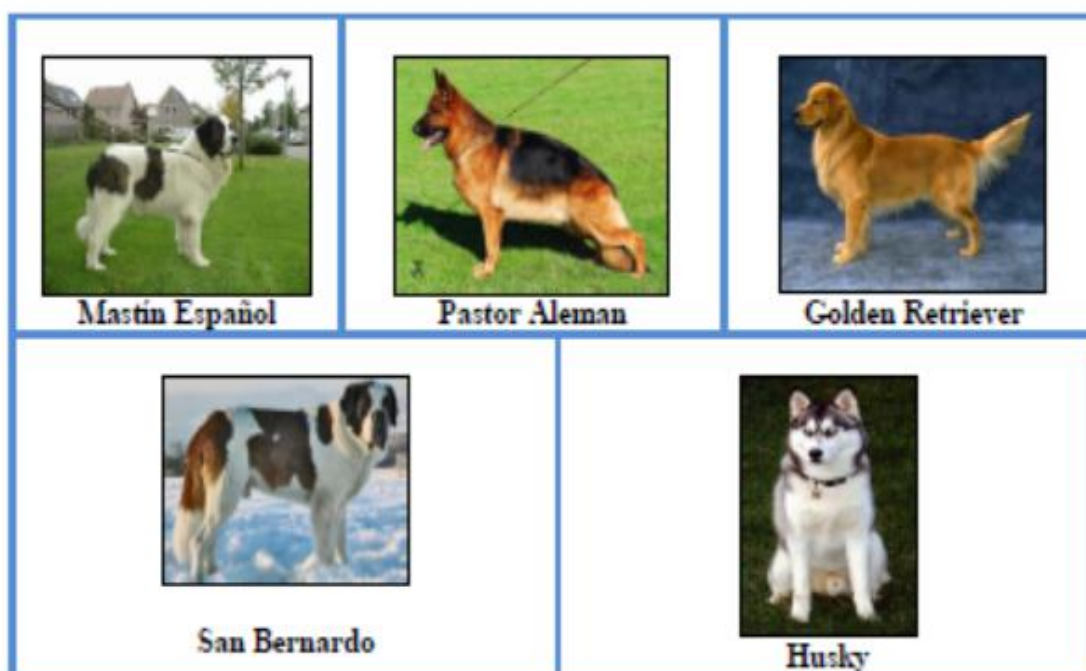 Mastín Español
Pastor Aleman
Golden Retriever
San Bernardo
Husky